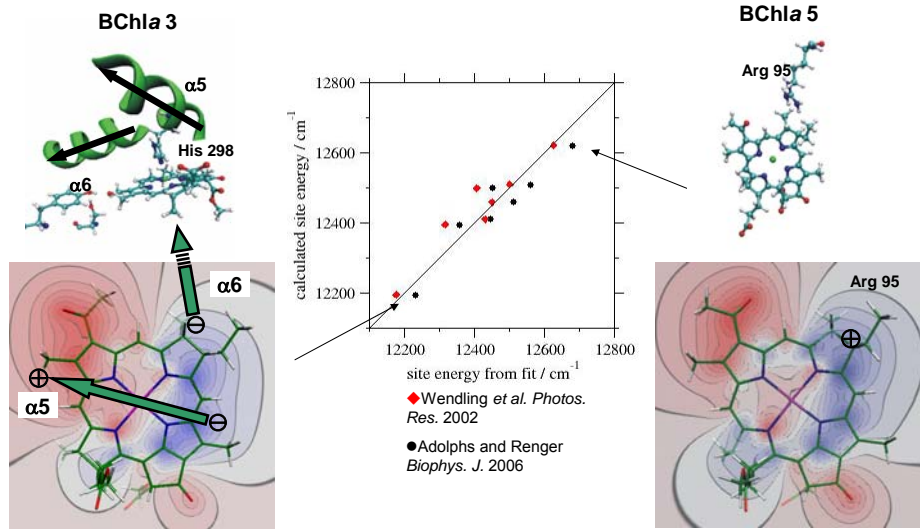 BChla 3
α5
His 298
α6
α6
α5
calculated site energy / cm-1
12800
12600
12400
12200
12200 12400 12600 12800
site energy from fit / cm-1
Wendling et al. Photos.
Res. 2002
Adolphs and Renger
Biophys. J. 2006
BChla 5
Arg 95
Arg 95